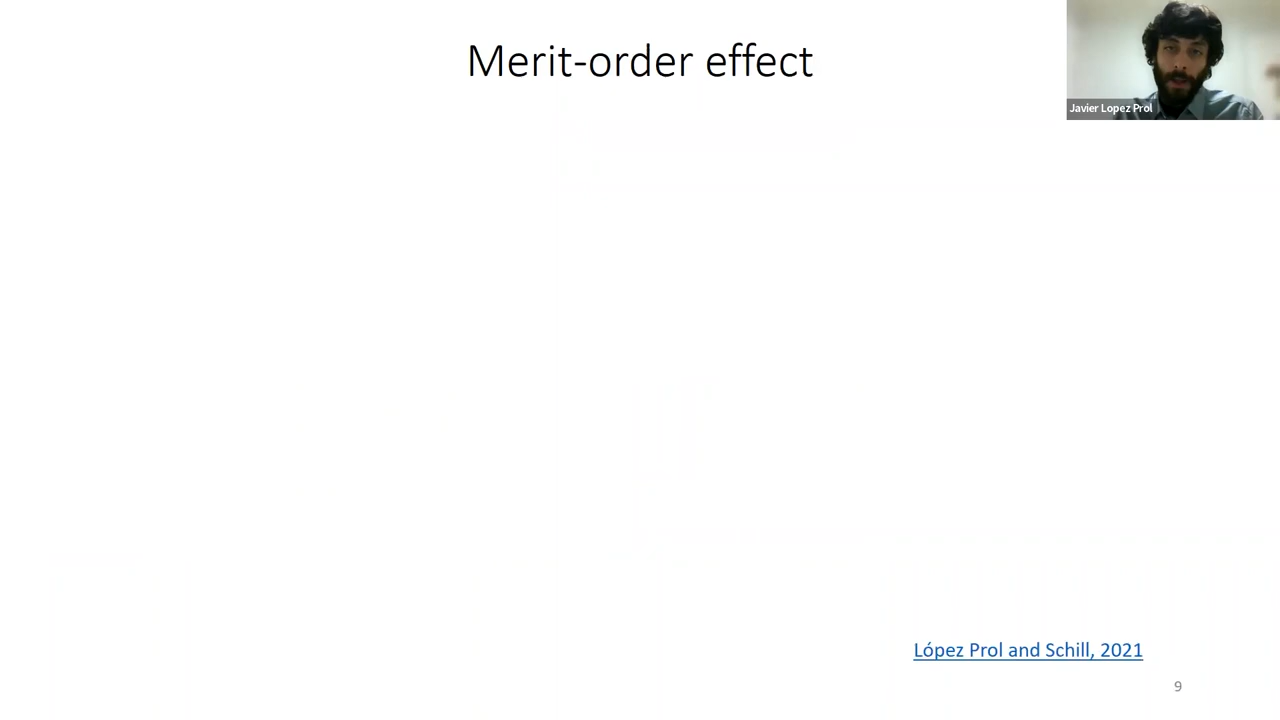 Merit-order effect
Javier Lopez Prol
López Prol and Schill, 2021
9